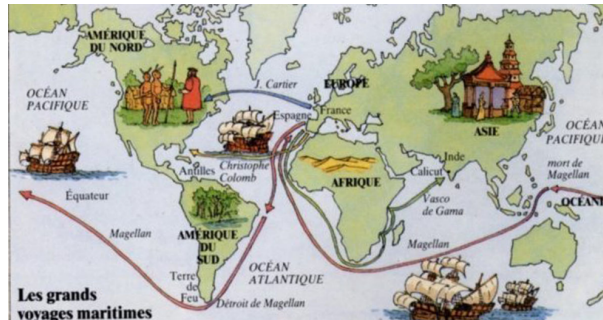 AMÉRIQUE
DU NORD
OCÉAN
PACIFIQUE
J. Cartier
EUROPE
Espagne
France
ASIE
OCÉAN
PACIFIQUE
Antilles
Christophe
Colomb
AFRIQUE
Inde
Calicut
mort de
Magellan
Équateur
Vasco
de Gama
OCÉANI
Magellan
AMÉRIQUE
DU
SUD
Magellan
OCÉAN
ATLANTIQUE
Terre
de
Feu
Détroit de Magellan
Les grands
voyages maritimes